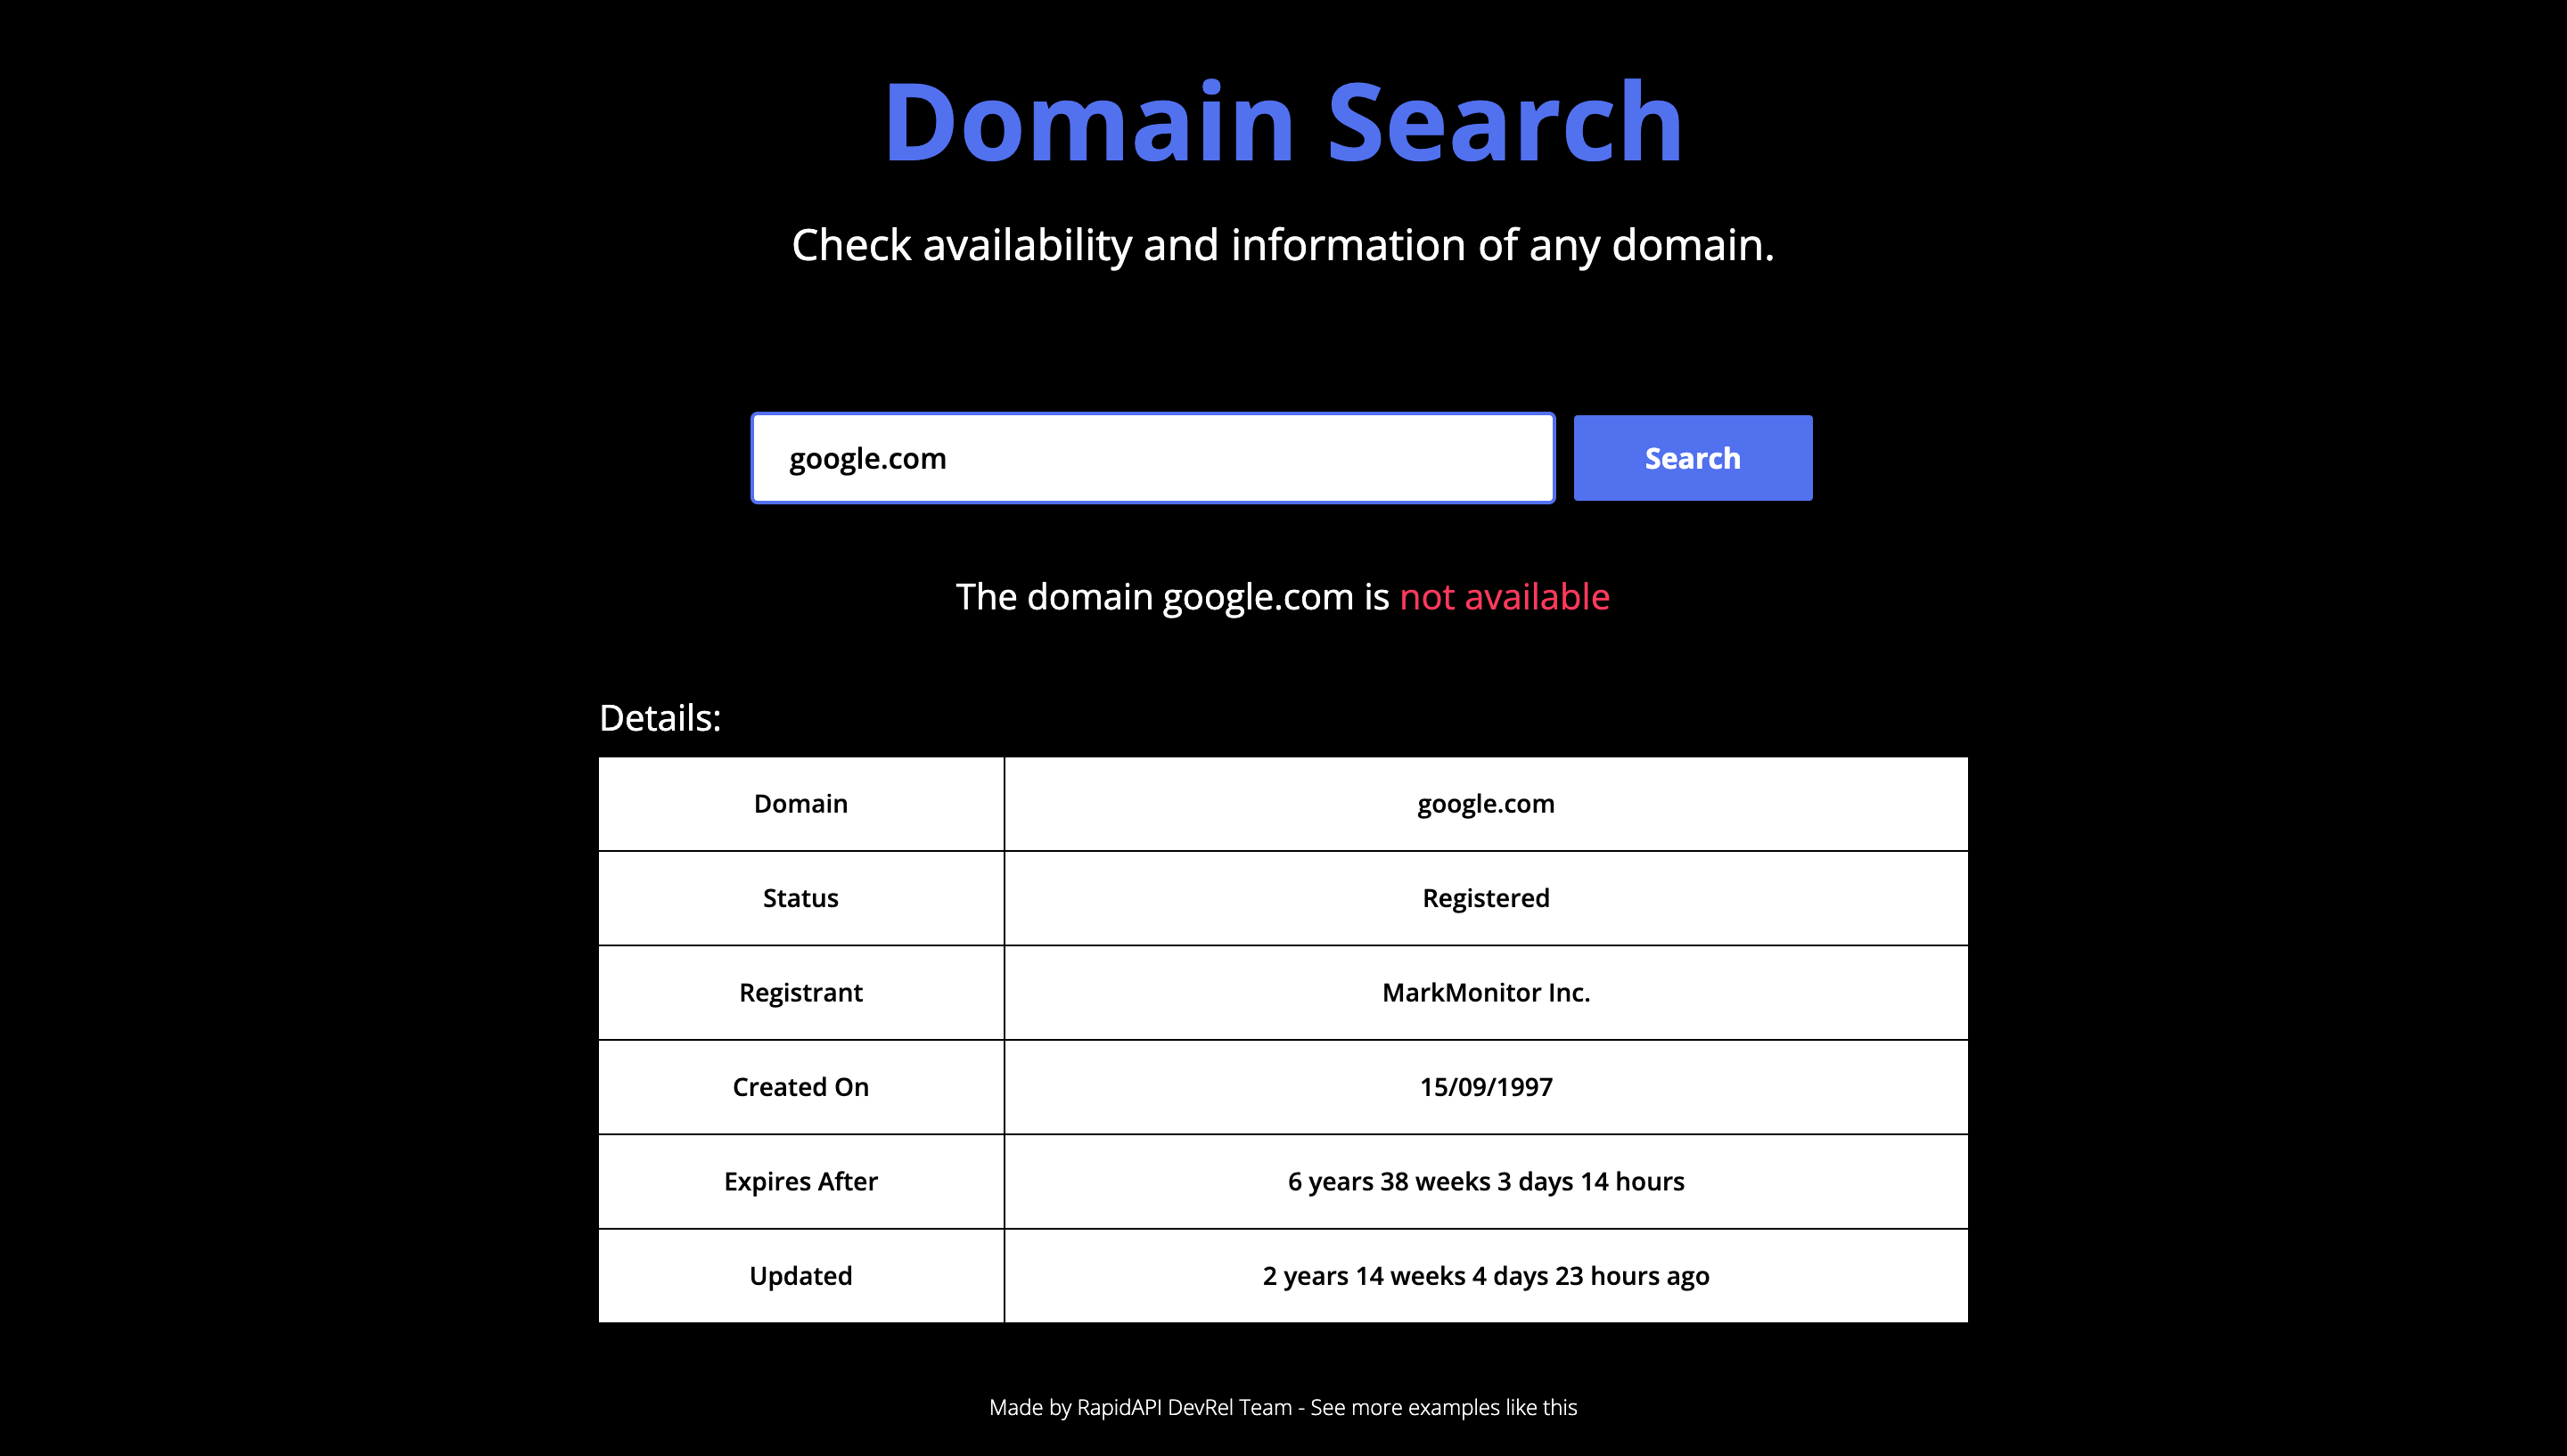 Domain Search
Check availability and information of any domain.
google.com
Search
The domain google.com is not available
Details:
Domain google.com
Status Registered
Registrant MarkMonitor Inc.
Created On 15/09/1997
Expires After 6 years 38 weeks 3 days 14 hours
Updated 2 years 14 weeks 4 days 23 hours ago
Made by RapidAPI DevRel Team - See more examples like this